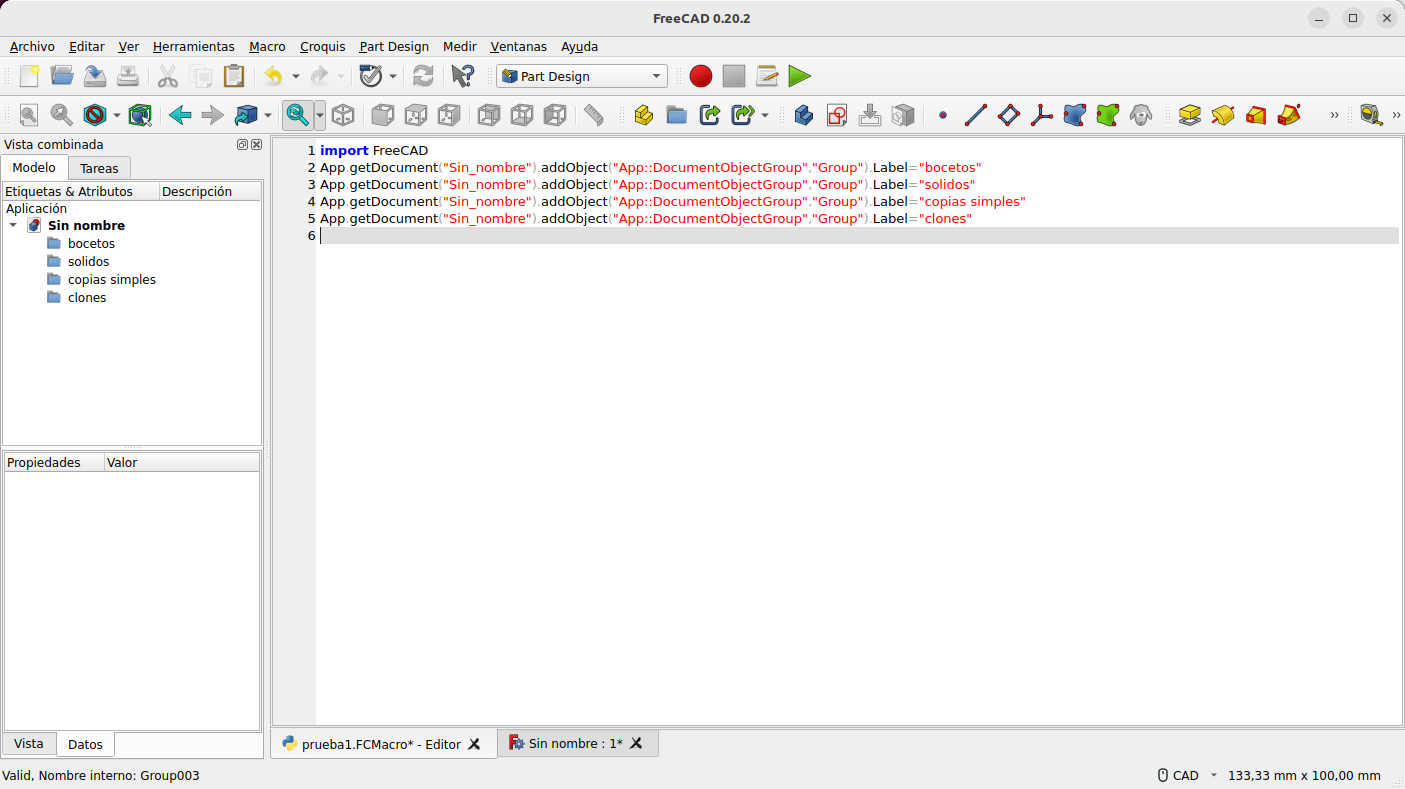 FreeCAD 0.20.2
Archivo Editar Ver Herramientas Macro Croquis Part Design Medir Ventanas Ayuda
Part Design
Vista combinada
Modelo Tareas
Etiquetas & Atributos Descripción
Aplicación
Sin nombre
bocetos
solidos
copias simples
clones
1 import FreeCAD
2 App.getDocument("Sin_nombre").addObject("App::DocumentObjectGroup","Group").Label="bocetos"
3 App.getDocument("Sin_nombre").addObject("App::DocumentObjectGroup","Group").Label="solidos"
4 App.getDocument("Sin_nombre").addObject("App::DocumentObjectGroup","Group").Label="copias simples"
5 App.getDocument("Sin_nombre").addObject("App::DocumentObjectGroup","Group").Label="clones"
6
Propiedades Valor
Vista Datos
prueba1.FCMacro* - Editor
Sin nombre : 1*
Valid, Nombre interno: Group003
CAD 133,33 mm x 100,00 mm